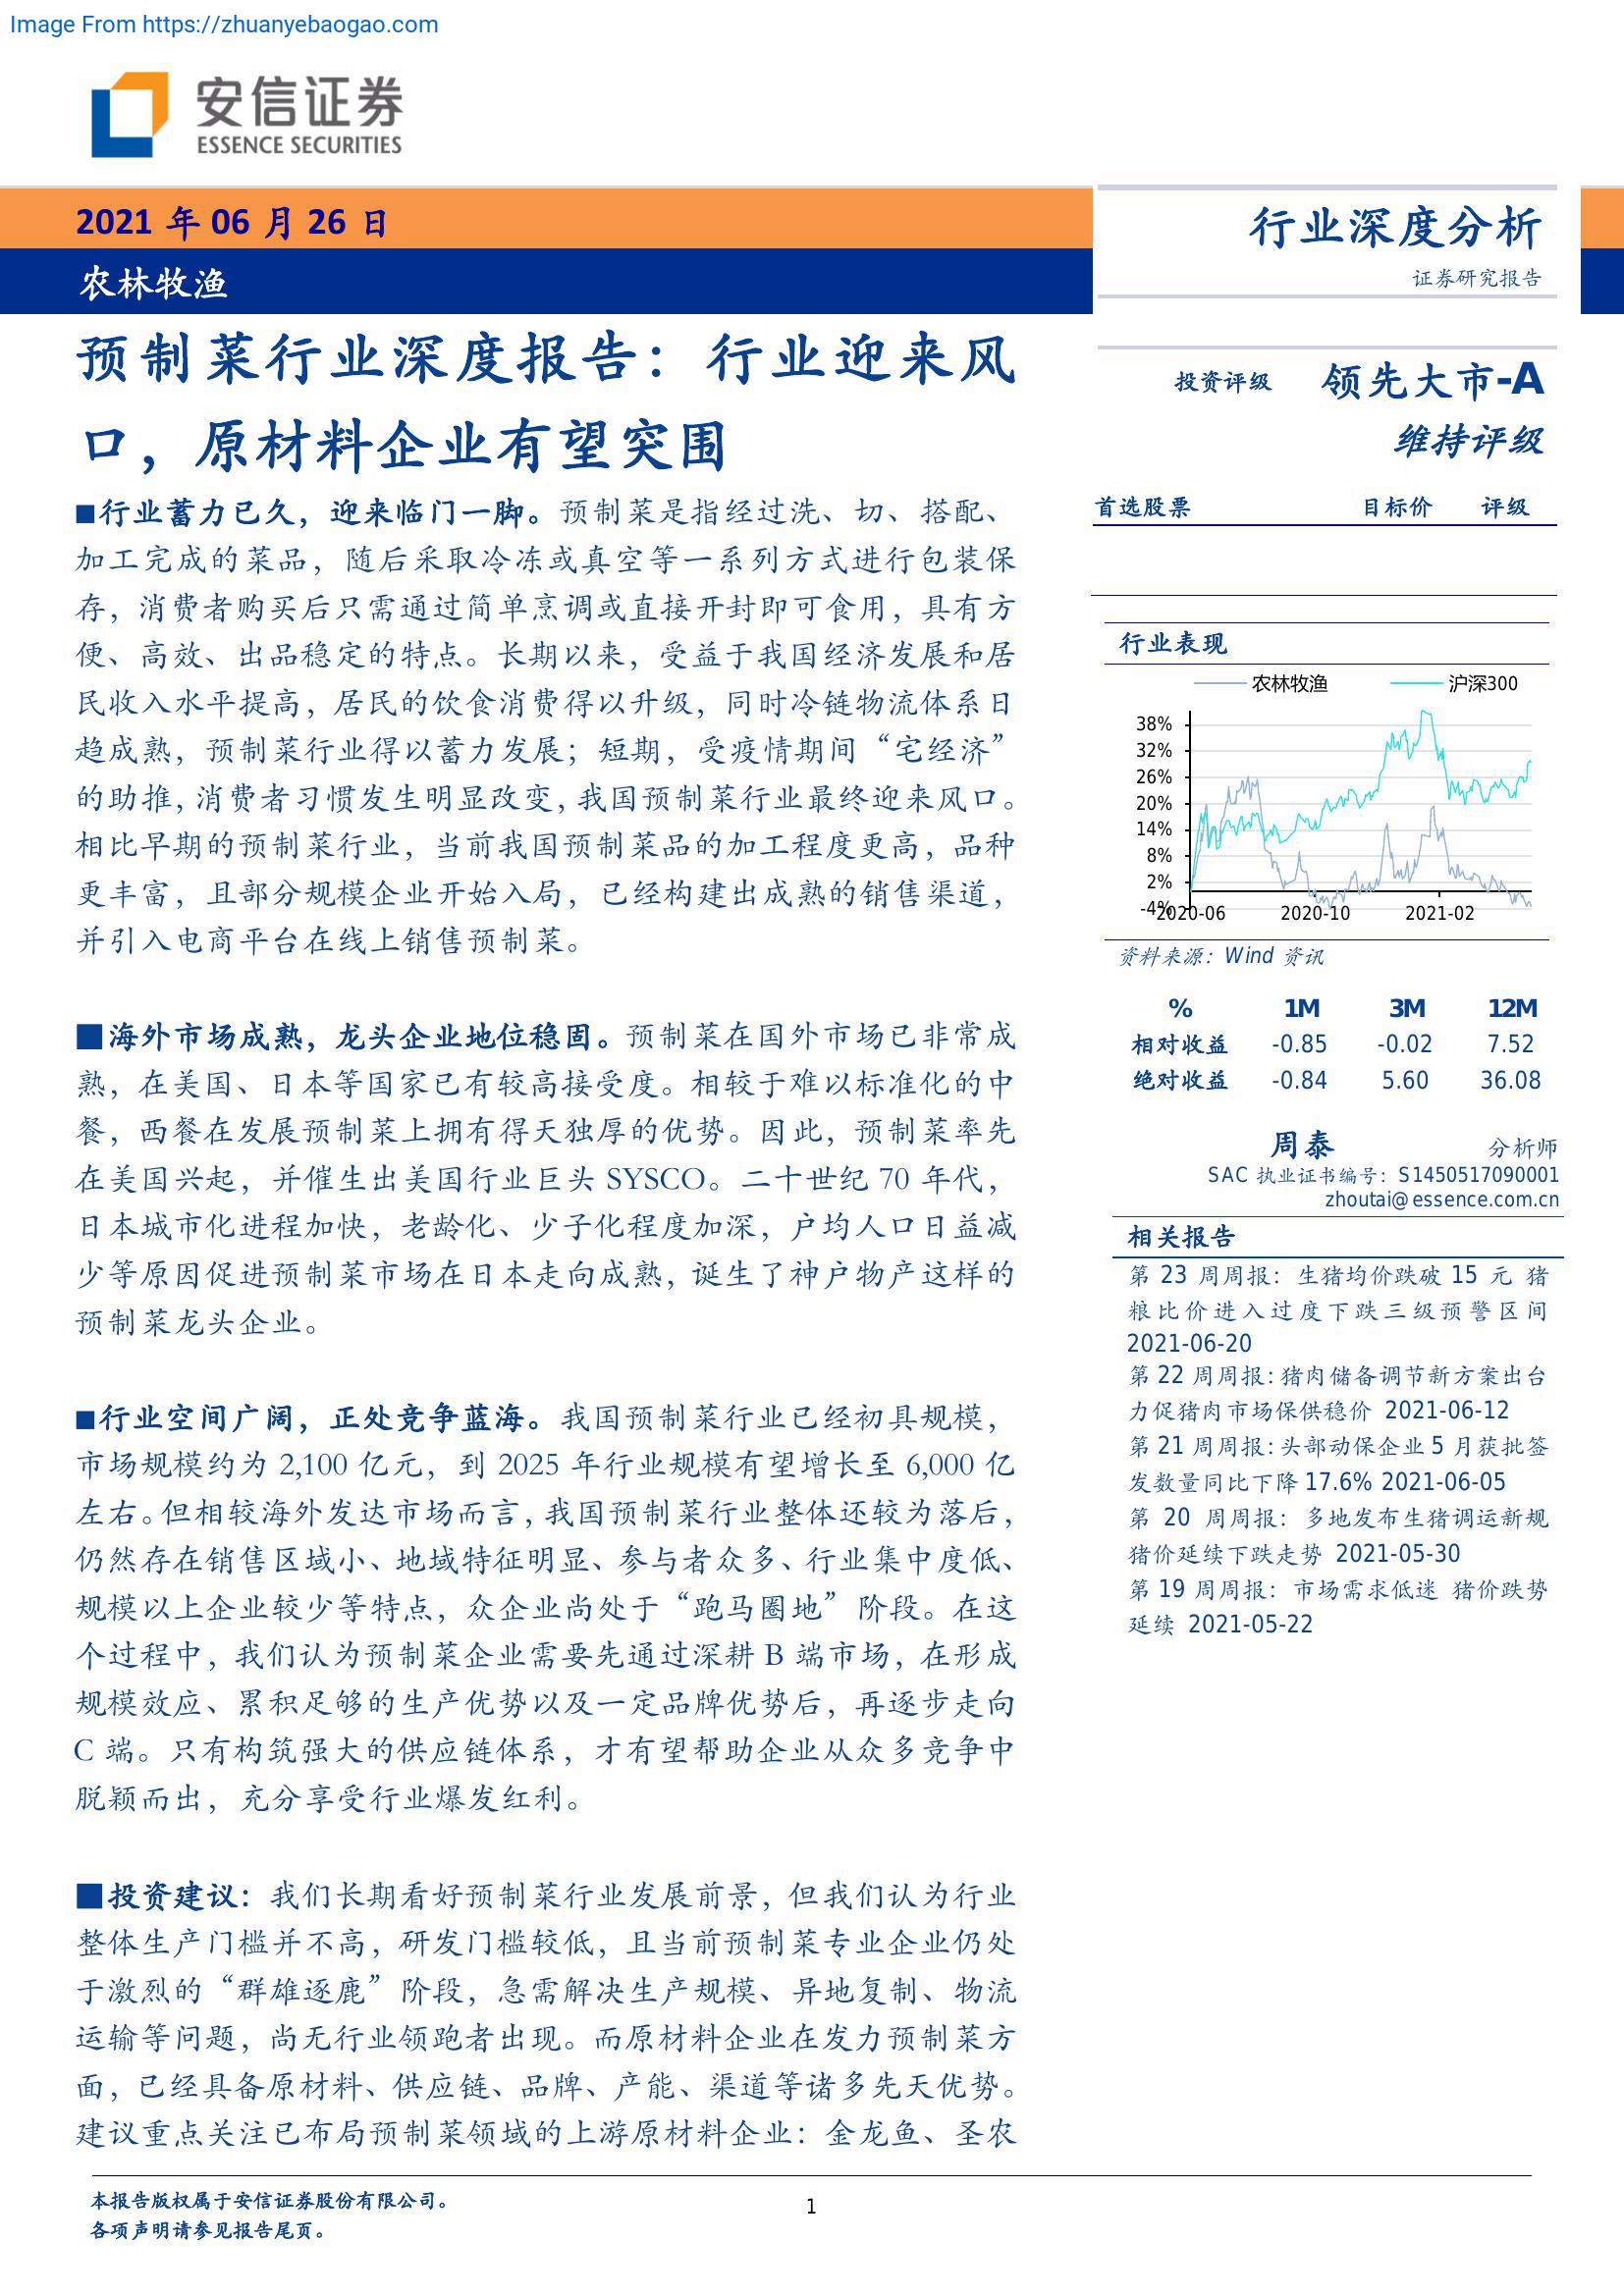 Image From https://zhuanyebaogao.com
安信证券
ESSENCE SECURITIES
2021 年 06 月 26 日
农林牧渔
预制菜行业深度报告：行业迎来风
口，原材料企业有望突围
■行业蓄力已久，迎来临门一脚。预制菜是指经过洗、切、搭配、
加工完成的菜品，随后采取冷冻或真空等一系列方式进行包装保
存，消费者购买后只需通过简单烹调或直接开封即可食用，具有方
便、高效、出品稳定的特点。长期以来，受益于我国经济发展和居
民收入水平提高，居民的饮食消费得以升级，同时冷链物流体系日
趋成熟，预制菜行业得以蓄力发展；短期，受疫情期间“宅经济”
的助推，消费者习惯发生明显改变，我国预制菜行业最终迎来风口。
相比早期的预制菜行业，当前我国预制菜品的加工程度更高，品种
更丰富，且部分规模企业开始入局，已经构建出成熟的销售渠道，
并引入电商平台在线上销售预制菜。
■海外市场成熟，龙头企业地位稳固。预制菜在国外市场已非常成
熟，在美国、日本等国家已有较高接受度。相较于难以标准化的中
餐，西餐在发展预制菜上拥有得天独厚的优势。因此，预制菜率先
在美国兴起，并催生出美国行业巨头 SYSCO。二十世纪 70 年代，
日本城市化进程加快，老龄化、少子化程度加深，户均人口日益减
少等原因促进预制菜市场在日本走向成熟，诞生了神户物产这样的
预制菜龙头企业。
■行业空间广阔，正处竞争蓝海。我国预制菜行业已经初具规模，
市场规模约为 2,100 亿元，到 2025 年行业规模有望增长至 6,000 亿
左右。但相较海外发达市场而言，我国预制菜行业整体还较为落后，
仍然存在销售区域小、地域特征明显、参与者众多、行业集中度低、
规模以上企业较少等特点，众企业尚处于“跑马圈地”阶段。在这
个过程中，我们认为预制菜企业需要先通过深耕 B 端市场，在形成
规模效应、累积足够的生产优势以及一定品牌优势后，再逐步走向
C 端。只有构筑强大的供应链体系，才有望帮助企业从众多竞争中
脱颖而出，充分享受行业爆发红利。
■投资建议：我们长期看好预制菜行业发展前景，但我们认为行业
整体生产门槛并不高，研发门槛较低，且当前预制菜专业企业仍处
于激烈的“群雄逐鹿”阶段，急需解决生产规模、异地复制、物流
运输等问题，尚无行业领跑者出现。而原材料企业在发力预制菜方
面，已经具备原材料、供应链、品牌、产能、渠道等诸多先天优势。
建议重点关注已布局预制菜领域的上游原材料企业：金龙鱼、圣农
行业深度分析
证券研究报告
投资评级 领先大市-A
维持评级
首选股票 目标价 评级
行业表现
农林牧渔 沪深300
38%
32%
26%
20%
14%
8%
2%
-4%
2020-06 2020-10 2021-02
资料来源：Wind 资讯
% 1M 3M 12M
相对收益 -0.85 -0.02 7.52
绝对收益 -0.84 5.60 36.08
周泰 分析师
SAC 执业证书编号：S1450517090001
zhoutai@essence.com.cn
相关报告
第 23 周周报：生猪均价跌破 15 元 猪
粮比价进入过度下跌三级预警区间
2021-06-20
第 22 周周报：猪肉储备调节新方案出台
力促猪肉市场保供稳价 2021-06-12
第 21 周周报：头部动保企业 5 月获批签
发数量同比下降 17.6% 2021-06-05
第 20 周周报：多地发布生猪调运新规
猪价延续下跌走势 2021-05-30
第 19 周周报：市场需求低迷 猪价跌势
延续 2021-05-22
本报告版权属于安信证券股份有限公司。
各项声明请参见报告尾页。
1